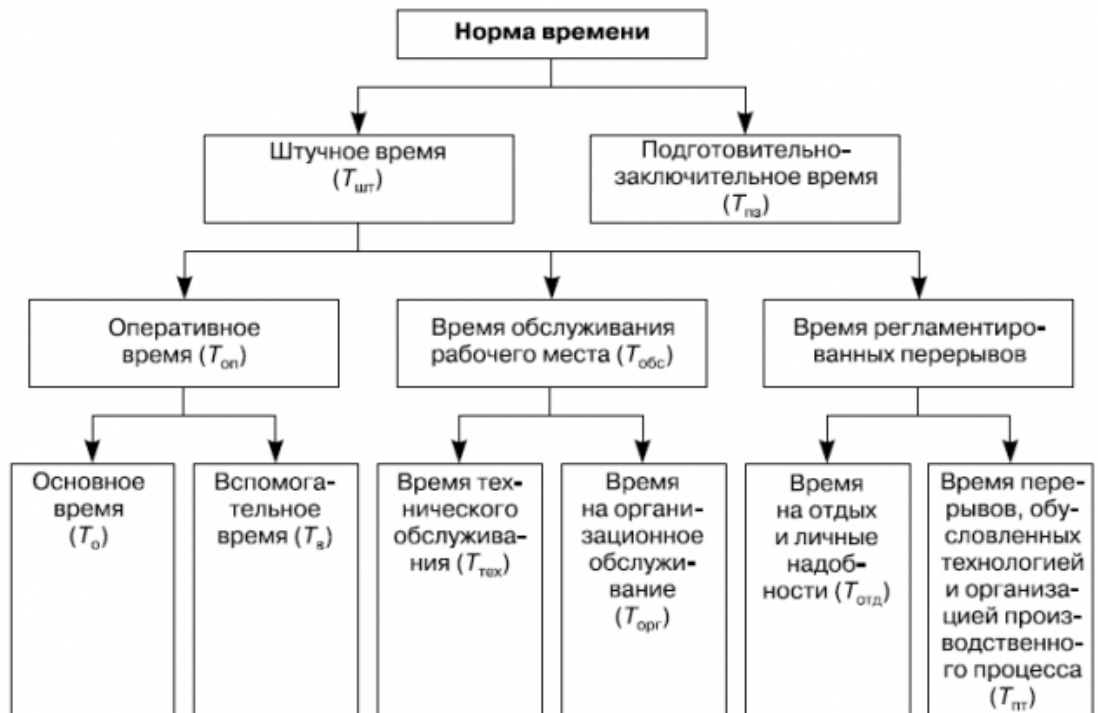 Норма времени
Штучное время
(Tшт)
Подготовительно-
заключительное время
(Tпз)
Оперативное
время (Tоп)
Время обслуживания
рабочего места (Tобс)
Время регламентиро-
ванных перерывов
Основное
время
(Tо)
Вспомога-
тельное
время (Tв)
Время тех-
нического
обслужива-
ния (Tтех)
Время
на органи-
зационное
обслужи-
вание
(Tорг)
Время
на отдых
и личные
надоб-
ности (Tотд)
Время пере-
рывов, обу-
словленных
технологией
и организа-
цией произ-
водственно-
го процесса
(Tпт)